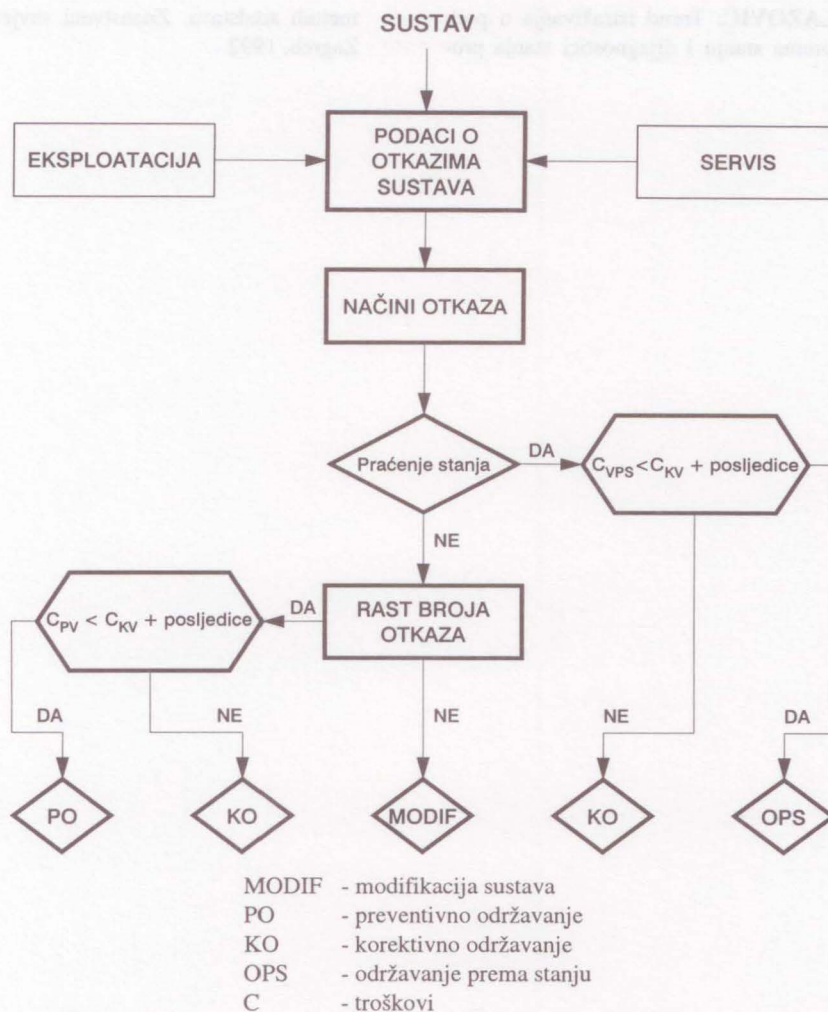 SUSTAV
EKSPLOATACIJA
PODACI O
OTKAZIMA
SUSTAVA
SERVIS
NAČINI OTKAZA
Praćenje stanja
DA
C_VPS < C_KV + posljedice
NE
C_PV < C_KV + posljedice
DA
RAST BROJA
OTKAZA
DA
NE
NE
NE
DA
PO
KO
MODIF
KO
OPS
MODIF - modifikacija sustava
PO - preventivno održavanje
KO - korektivno održavanje
OPS - održavanje prema stanju
C - troškovi